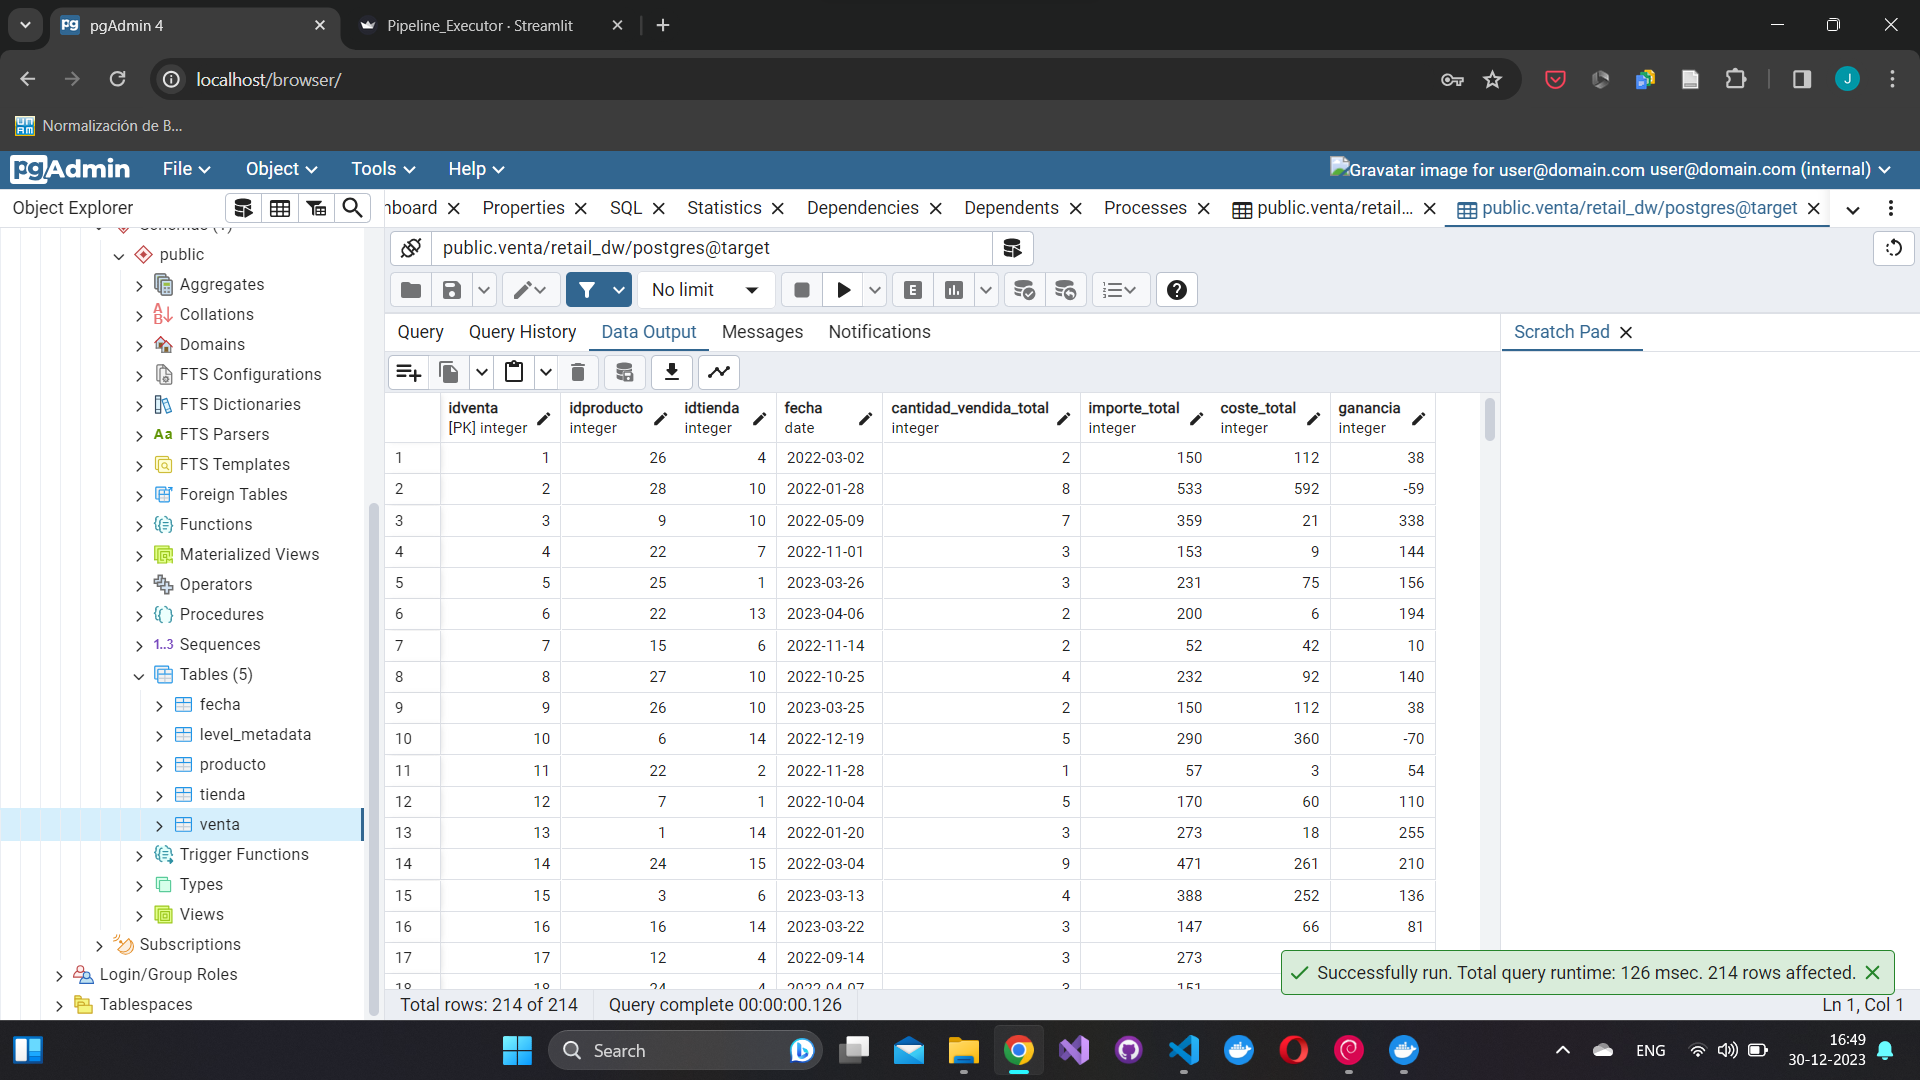 pgAdmin 4
Pipeline_Executor · Streamlit
localhost/browser/
J
Normalización de B...
pgAdmin File Object Tools Help Gravatar image for user@domain.com user@domain.com (internal)
Object Explorer
hboard Properties SQL Statistics Dependencies Dependents Processes public.venta/retail... public.venta/retail_dw/postgres@target
public
Aggregates
Collations
Domains
FTS Configurations
FTS Dictionaries
Aa FTS Parsers
FTS Templates
Foreign Tables
Functions
Materialized Views
Operators
Procedures
1..3 Sequences
Tables (5)
fecha
level_metadata
producto
tienda
venta
Trigger Functions
Types
Views
Subscriptions
Login/Group Roles
Tablespaces
public.venta/retail_dw/postgres@target
No limit E
Query Query History Data Output Messages Notifications
Scratch Pad
idventa idproducto idtienda fecha cantidad_vendida_total importe_total coste_total ganancia
[PK] integer integer integer date integer integer integer integer
1 1 26 4 2022-03-02 2 150 112 38
2 2 28 10 2022-01-28 8 533 592 -59
3 3 9 10 2022-05-09 7 359 21 338
4 4 22 7 2022-11-01 3 153 9 144
5 5 25 1 2023-03-26 3 231 75 156
6 6 22 13 2023-04-06 2 200 6 194
7 7 15 6 2022-11-14 2 52 42 10
8 8 27 10 2022-10-25 4 232 92 140
9 9 26 10 2023-03-25 2 150 112 38
10 10 6 14 2022-12-19 5 290 360 -70
11 11 22 2 2022-11-28 1 57 3 54
12 12 7 1 2022-10-04 5 170 60 110
13 13 1 14 2022-01-20 3 273 18 255
14 14 24 15 2022-03-04 9 471 261 210
15 15 3 6 2023-03-13 4 388 252 136
16 16 16 14 2023-03-22 3 147 66 81
17 17 12 4 2022-09-14 3 273
18 18 24 4 2022-04-07 3 151
Successfully run. Total query runtime: 126 msec. 214 rows affected.
Total rows: 214 of 214 Query complete 00:00:00.126 Ln 1, Col 1
Search
ENG
16:49
30-12-2023